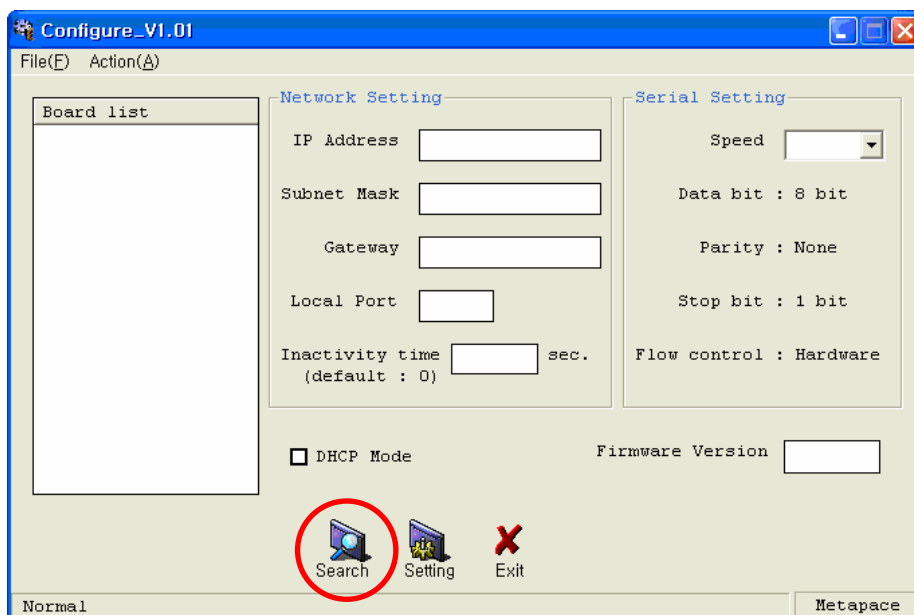 Configure_V1.01
File(F) Action(A)
Board list
Network Setting
IP Address
Subnet Mask
Gateway
Local Port
Inactivity time sec.
(default : 0)
Serial Setting
Speed
Data bit : 8 bit
Parity : None
Stop bit : 1 bit
Flow control : Hardware
DHCP Mode
Firmware Version
Search Setting Exit
Normal Metapace